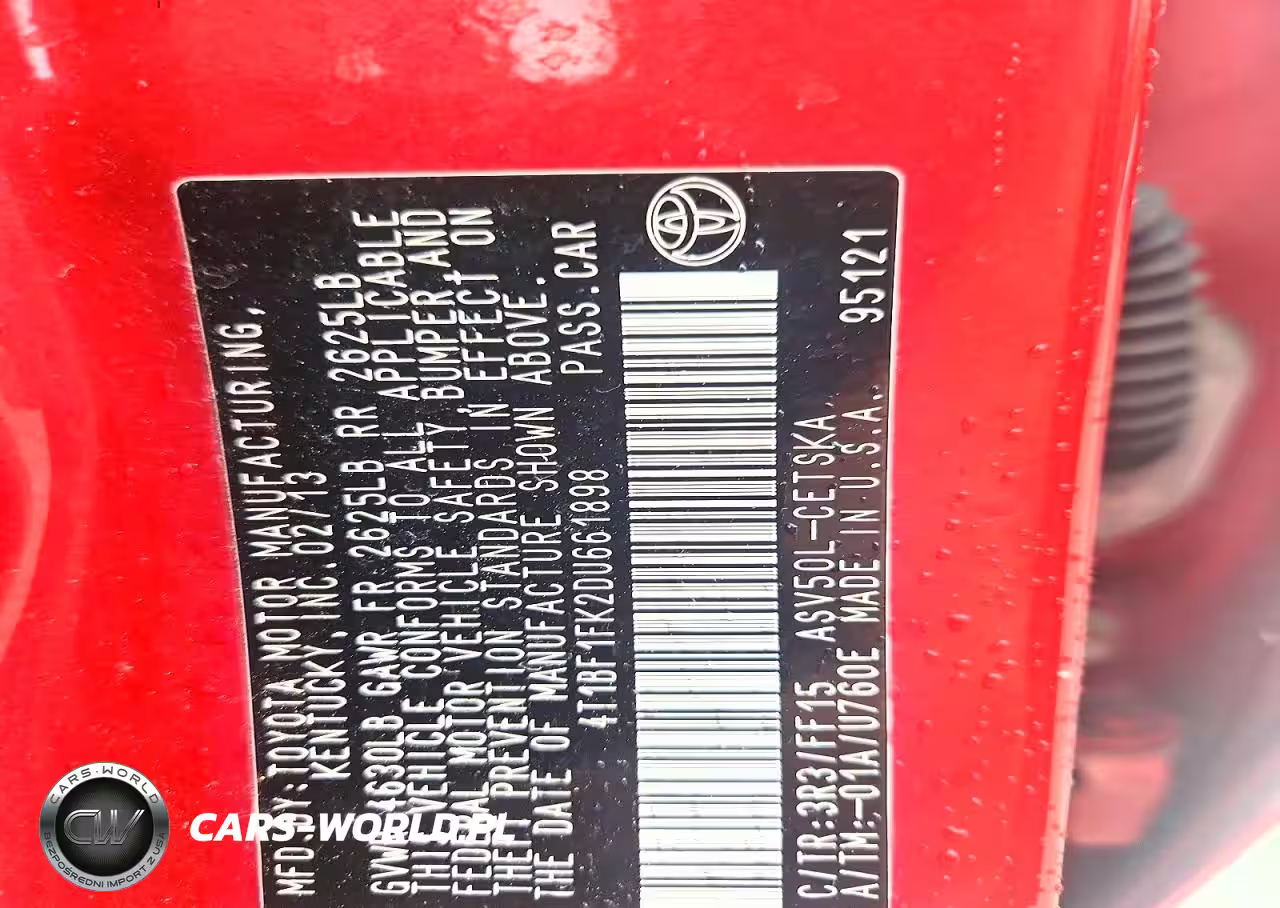 MFD. BY: TOYOTA MOTOR MANUFACTURING,
KENTUCKY, INC. 02/13
GVWR 4630LB GAWR FR 2625LB RR 2625LB
THIS VEHICLE CONFORMS TO ALL APPLICABLE
FEDERAL MOTOR VEHICLE SAFETY, BUMPER, AND
THEFT PREVENTION STANDARDS IN EFFECT ON
THE DATE OF MANUFACTURE SHOWN ABOVE.
4T1BF1FK2DU661898 PASS.CAR
C/TR:3R3/FF15 ASV50L-CETSKA
A/TM:-01A/U760E MADE IN U.S.A. 95121
CARS-WORLD
CW
BEZPOŚREDNI IMPORT Z USA
CARS-WORLD.PL